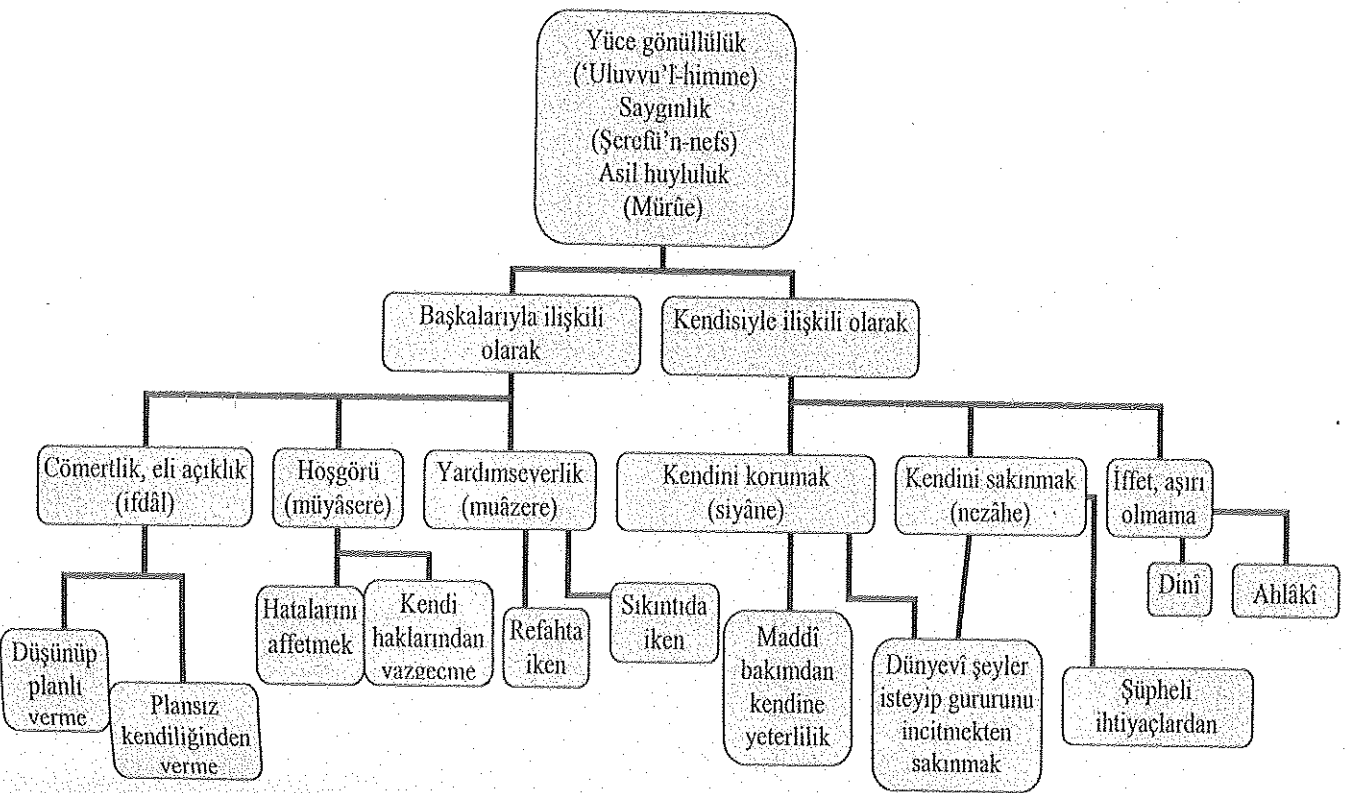 Yüce gönüllülük
('Uluvvu'l-himme)
Saygınlık
(Şerefü'n-nefs)
Asil huyluluk
(Mürûe)
Başkalarıyla ilişkili
olarak
Kendisiyle ilişkili olarak
Cömertlik, eli açıklık
(ifdâl)
Hoşgörü
(müyâsere)
Yardımseverlik
(muâzere)
Kendini korumak
(siyâne)
Kendini sakınmak
(nezâhe)
İffet, aşırı
olmama
Düşünüp
planlı
verme
Plansız
kendiliğinden
verme
Hatalarını
affetmek
Kendi
haklarından
vazgeçme
Refahta
iken
Sıkıntıda
iken
Maddî
bakımdan
kendine
yeterlilik
Dünyevî şeyler
isteyip gururunu
incitmekten
sakınmak
Şüpheli
ihtiyaçlardan
Dinî
Ahlâkî